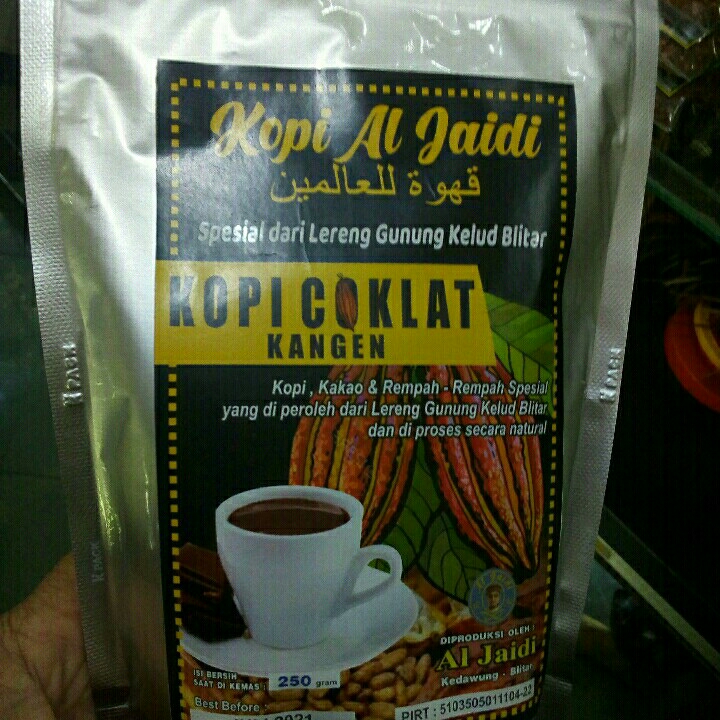 Kopi Al Jaidi
قهوة للعالمين
Spesial dari Lereng Gunung Kelud Blitar
KOPI COKLAT
KANGEN
Kopi , Kakao & Rempah - Rempah Spesial
yang di peroleh dari Lereng Gunung Kelud Blitar
dan di proses secara natural
DIPRODUKSI OLEH :
Al Jaidi
Kedawung - Blitar
ISI BERSIH
SAAT DI KEMAS : 250 gram
Best Before :
2021
PIRT : 5103505011104-22